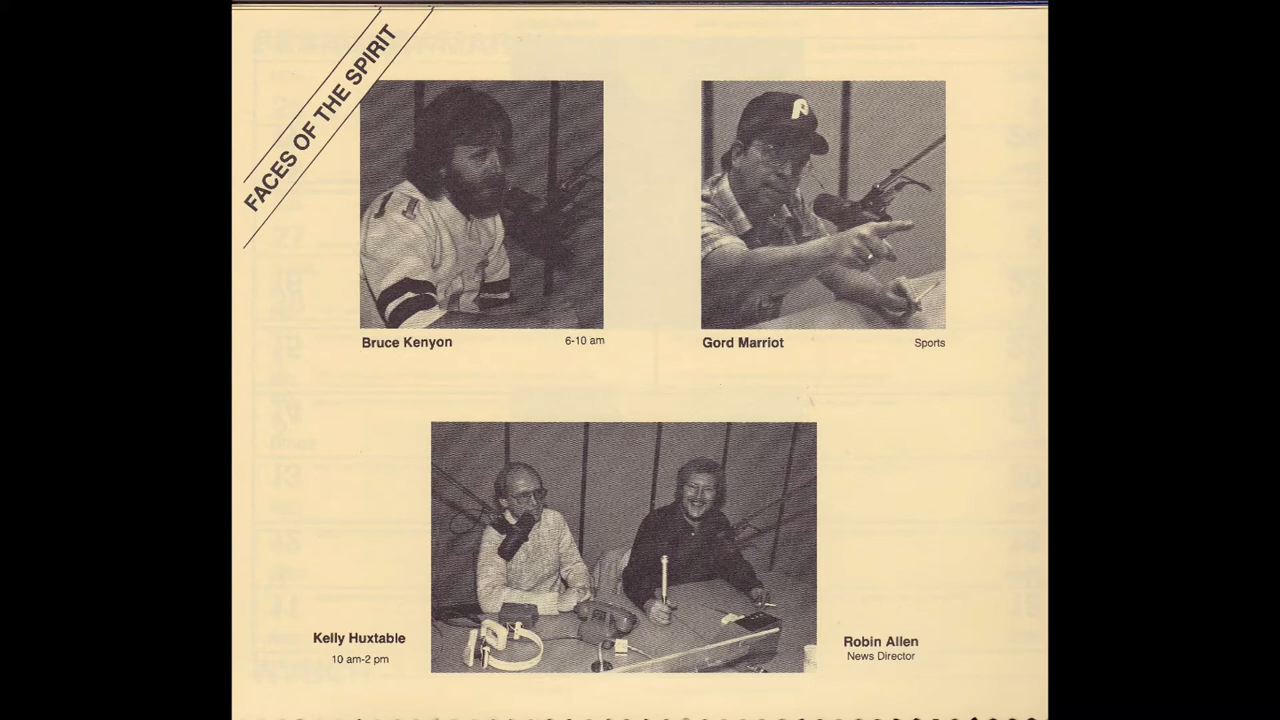 FACES OF THE SPIRIT
Bruce Kenyon
6-10 am
Gord Marriot
Sports
Kelly Huxtable
10 am-2 pm
Robin Allen
News Director